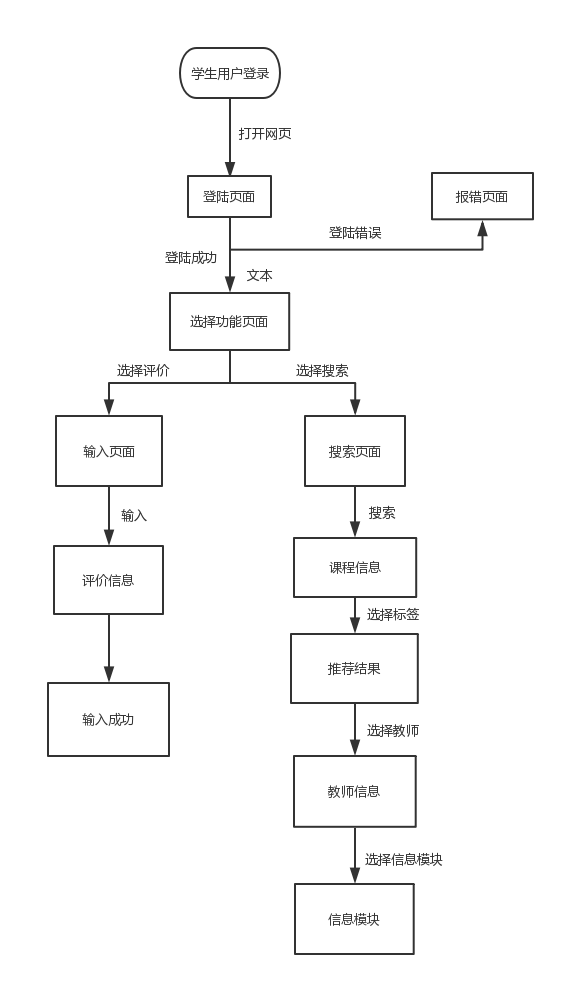 学生用户登录
打开网页
登陆页面
报错页面
登陆错误
登陆成功
文本
选择功能页面
选择评价
选择搜索
输入页面
搜索页面
输入
搜索
评价信息
课程信息
选择标签
推荐结果
输入成功
选择教师
教师信息
选择信息模块
信息模块